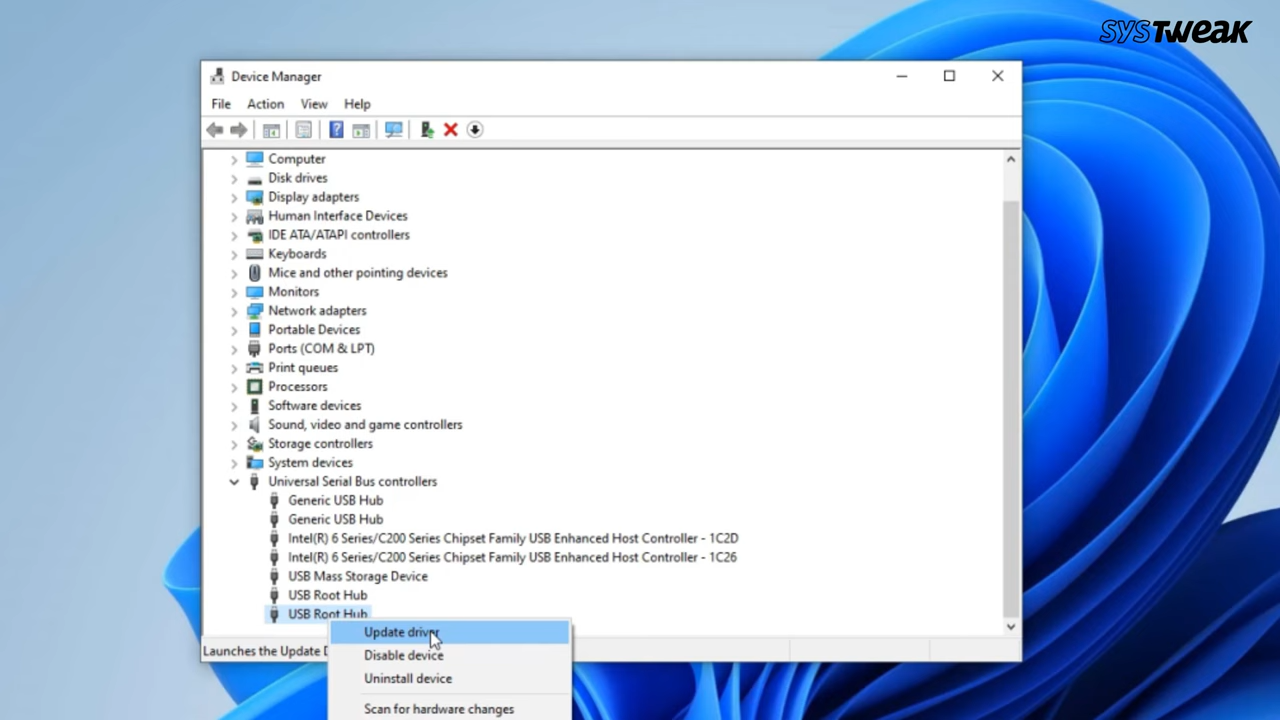 SYSTWEAK
Device Manager
File Action View Help
Computer
Disk drives
Display adapters
Human Interface Devices
IDE ATA/ATAPI controllers
Keyboards
Mice and other pointing devices
Monitors
Network adapters
Portable Devices
Ports (COM & LPT)
Print queues
Processors
Software devices
Sound, video and game controllers
Storage controllers
System devices
Universal Serial Bus controllers
Generic USB Hub
Generic USB Hub
Intel(R) 6 Series/C200 Series Chipset Family USB Enhanced Host Controller - 1C2D
Intel(R) 6 Series/C200 Series Chipset Family USB Enhanced Host Controller - 1C26
USB Mass Storage Device
USB Root Hub
USB Root Hub
Update driver
Launches the Update D
Disable device
Uninstall device
Scan for hardware changes